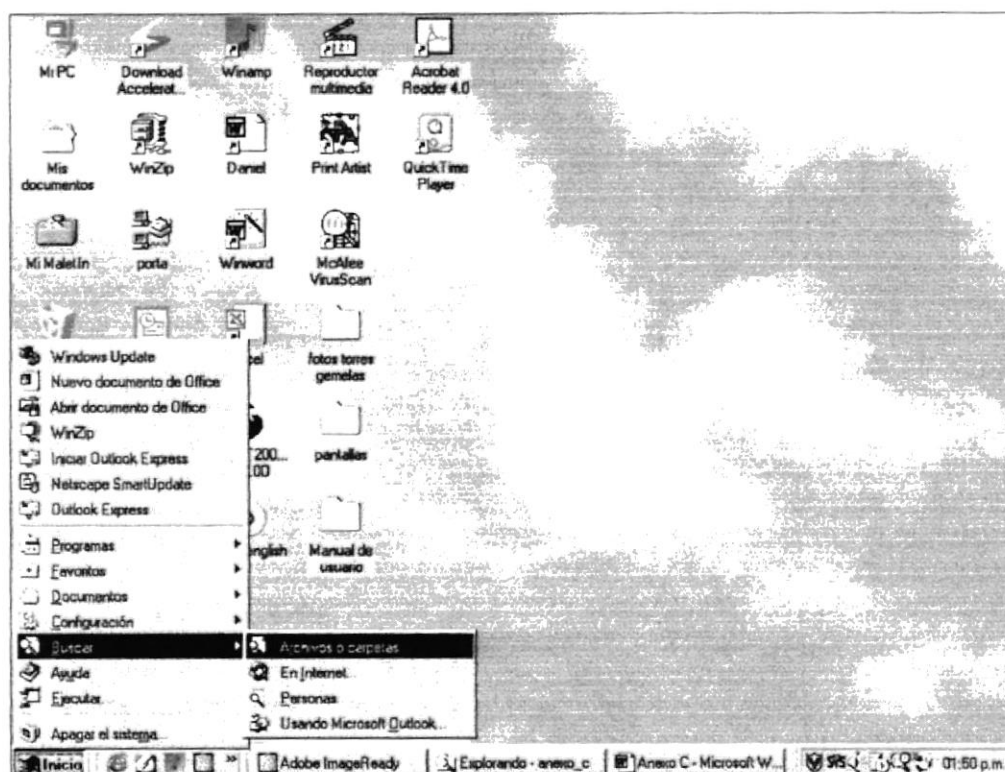 Mi PC
Download
Accelerat...
Winamp
Reproductor
multimedia
Acrobat
Reader 4.0
Mis
documentos
WinZip
Daniel
Print Artist
QuickTime
Player
Mi Maletín
porta
Winword
McAfee
VirusScan
fotos torres
gemelas
200...
pantallas
english
Manual de
usuario
Windows Update
Nuevo documento de Office
Abrir documento de Office
WinZip
Iniciar Outlook Express
Netscape SmartUpdate
Outlook Express
Programas
Favoritos
Documentos
Configuración
Buscar
Ayuda
Ejecutar...
Apagar el sistema...
Archivos o carpetas...
En Internet...
Personas
Usando Microsoft Outlook...
Inicio
Adobe ImageReady
Explorando - anexo_c
Anexo C - Microsoft W...
01:50 p.m.